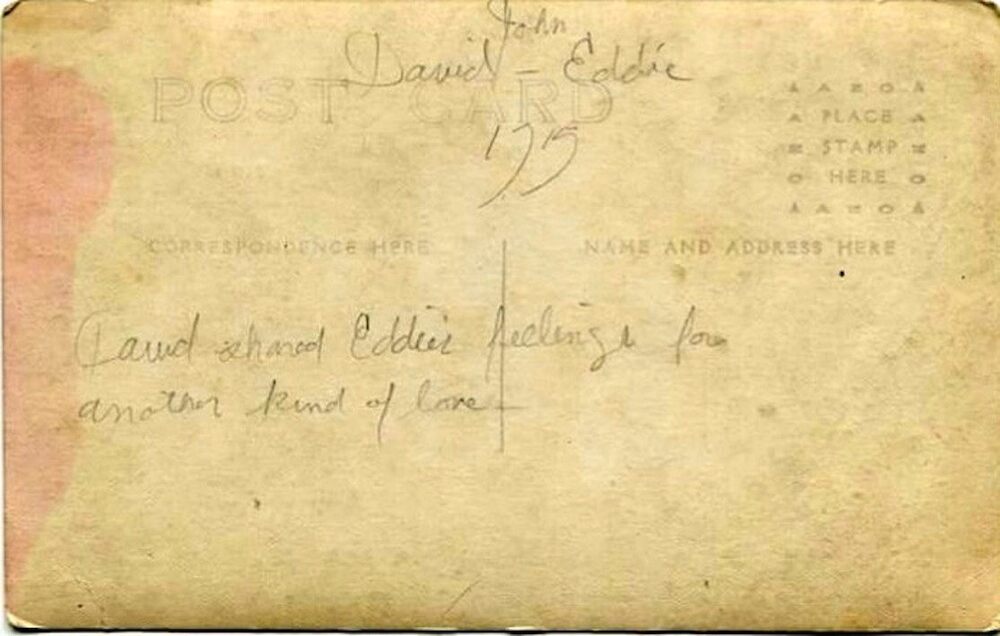 John
David - Eddie
POST CARD
PLACE
STAMP
HERE
CORRESPONDENCE HERE
NAME AND ADDRESS HERE
David shared Eddie's feelings for
another kind of love